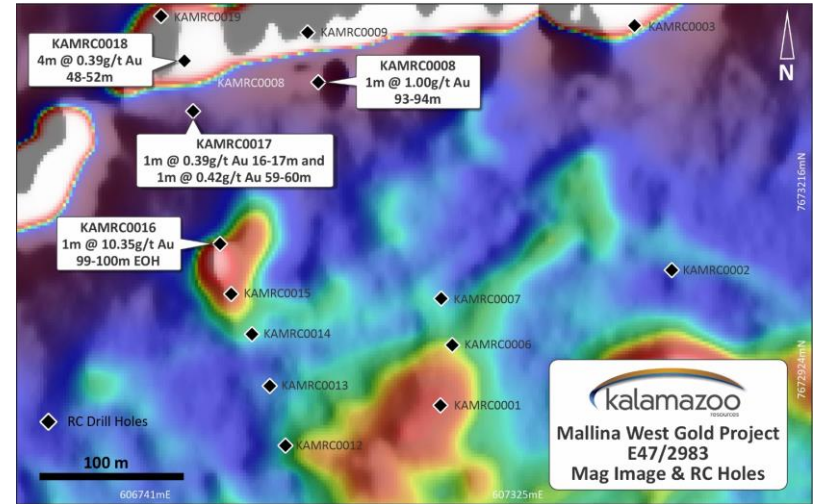 KAMRC0019
KAMRC0009
KAMRC0003
KAMRC0018
4m @ 0.39g/t Au
48-52m
KAMRC0008
KAMRC0008
1m @ 1.00g/t Au
93-94m
N
KAMRC0017
1m @ 0.39g/t Au 16-17m and
1m @ 0.42g/t Au 59-60m
7673216mN
KAMRC0016
1m @ 10.35g/t Au
99-100m EOH
KAMRC0002
KAMRC0015
KAMRC0007
KAMRC0014
KAMRC0006
7672924mN
KAMRC0013
KAMRC0001
KAMRC0012
RC Drill Holes
100 m
606741mE
607325mE
kalamazoo
resources
Mallina West Gold Project
E47/2983
Mag Image & RC Holes